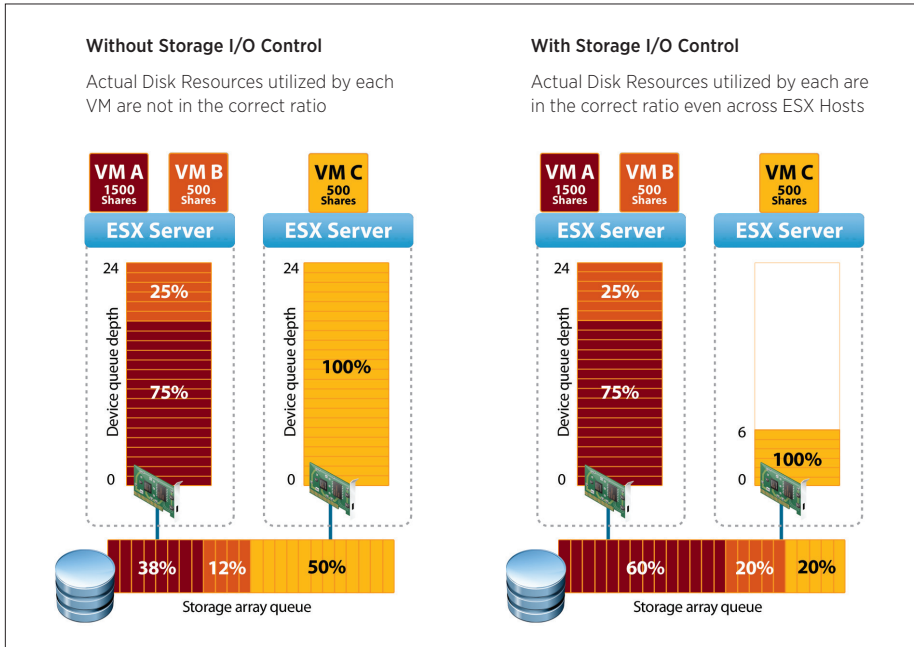 Without Storage I/O Control
Actual Disk Resources utilized by each
VM are not in the correct ratio
VM A
1500
Shares
VM B
500
Shares
VM C
500
Shares
ESX Server
ESX Server
Device queue depth
24
25%
75%
0
Device queue depth
24
100%
0
38%
12%
50%
Storage array queue
With Storage I/O Control
Actual Disk Resources utilized by each are
in the correct ratio even across ESX Hosts
VM A
1500
Shares
VM B
500
Shares
VM C
500
Shares
ESX Server
ESX Server
Device queue depth
24
25%
75%
0
Device queue depth
24
6
100%
0
60%
20%
20%
Storage array queue